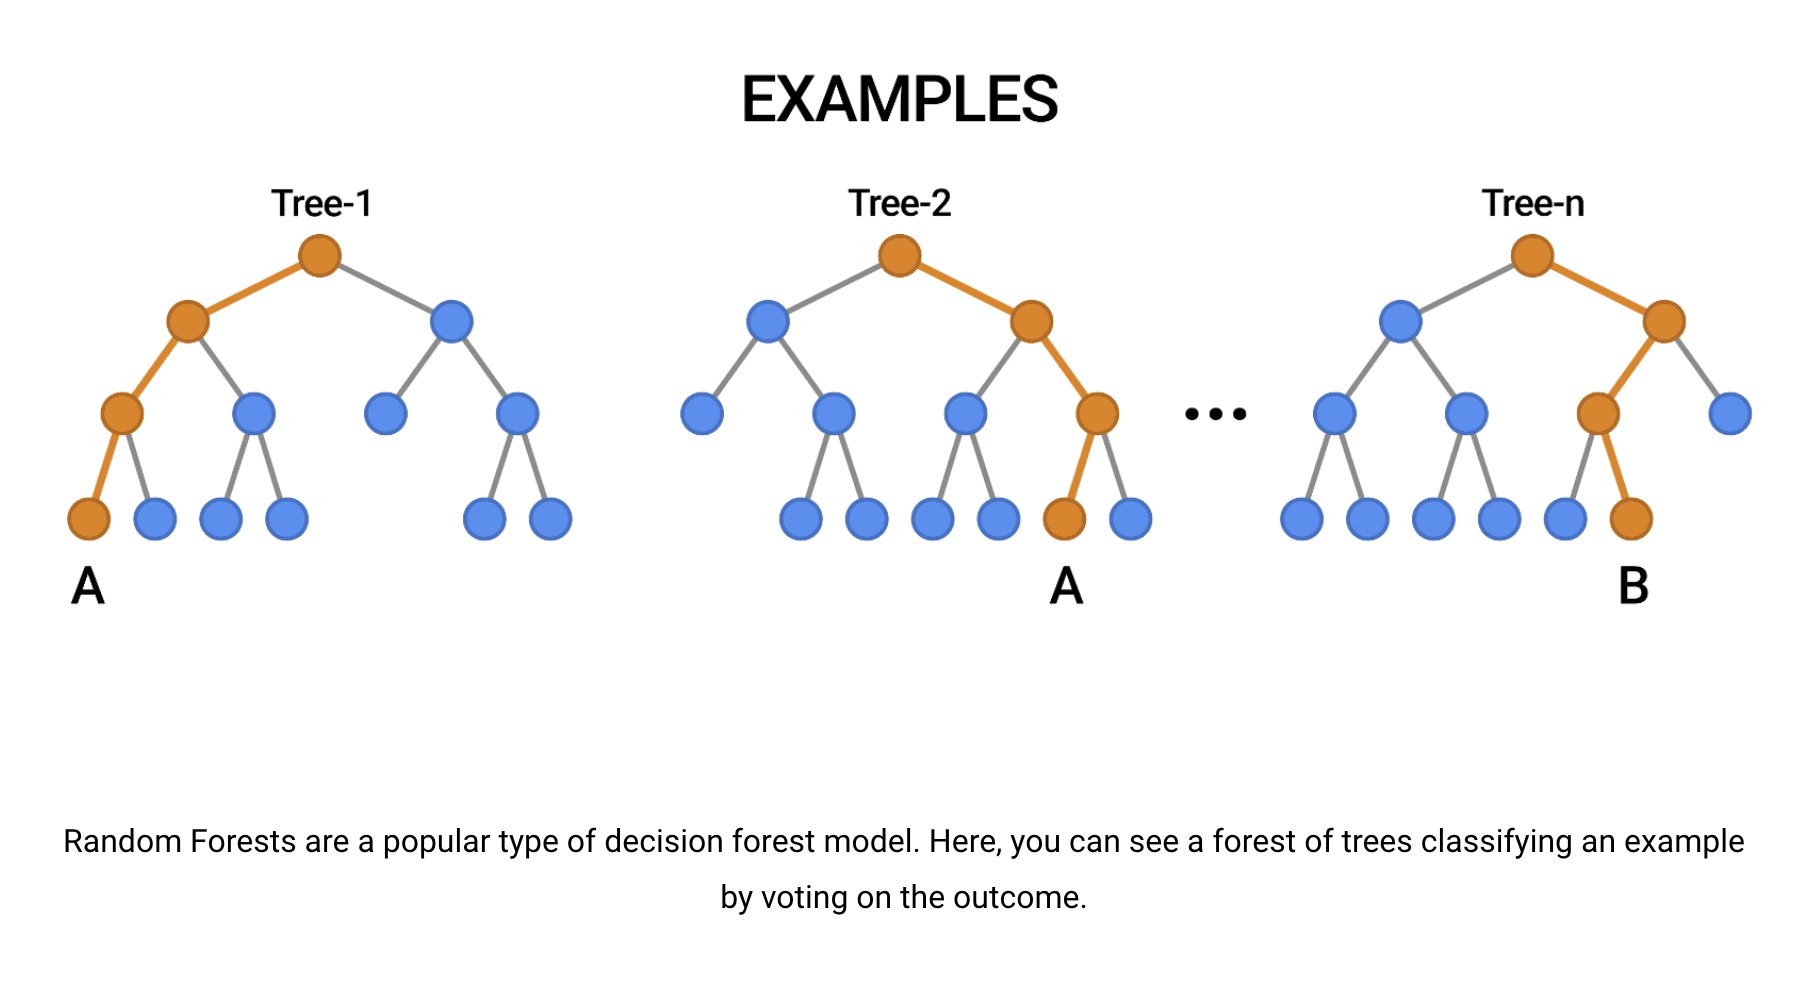 EXAMPLES
Tree-1
Tree-2
Tree-n
...
A
A
B
Random Forests are a popular type of decision forest model. Here, you can see a forest of trees classifying an example
by voting on the outcome.